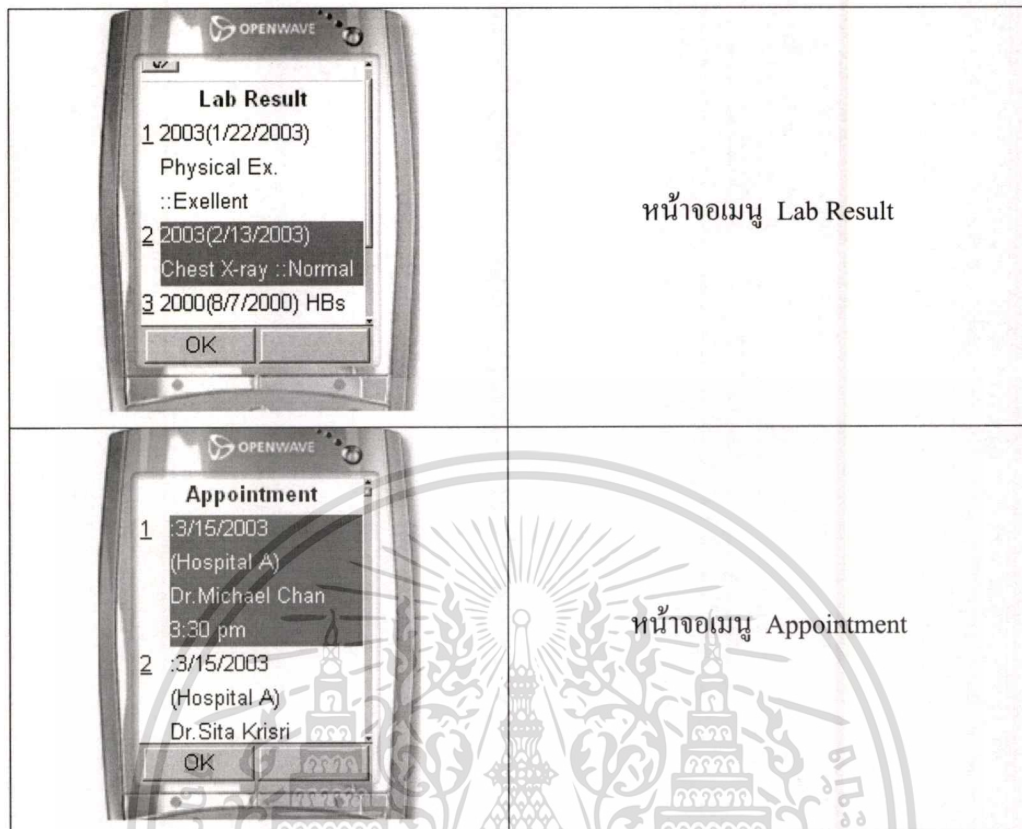 OPENWAVE
Lab Result
1 2003(1/22/2003)
Physical Ex.
::Exellent
2 2003(2/13/2003)
Chest X-ray ::Normal
3 2000(8/7/2000) HBs
OK
หน้าจอเมนู Lab Result
OPENWAVE
Appointment
1 :3/15/2003
(Hospital A)
Dr.Michael Chan
3:30 pm
2 :3/15/2003
(Hospital A)
Dr.Sita Krisri
OK
หน้าจอเมนู Appointment